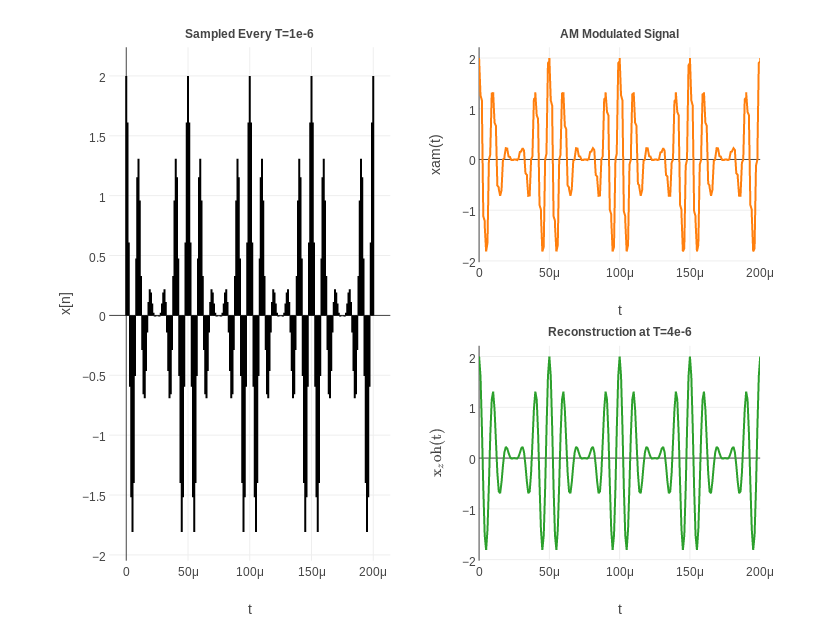 Sampled Every T=1e-6
2
1.5
1
0.5
0
−0.5
−1
−1.5
−2
x[n]
0 50μ 100μ 150μ 200μ
t
AM Modulated Signal
2
1
0
−1
−2
xam(t)
0 50μ 100μ 150μ 200μ
t
Reconstruction at T=4e-6
2
1
0
−1
−2
x_zoh(t)
0 50μ 100μ 150μ 200μ
t